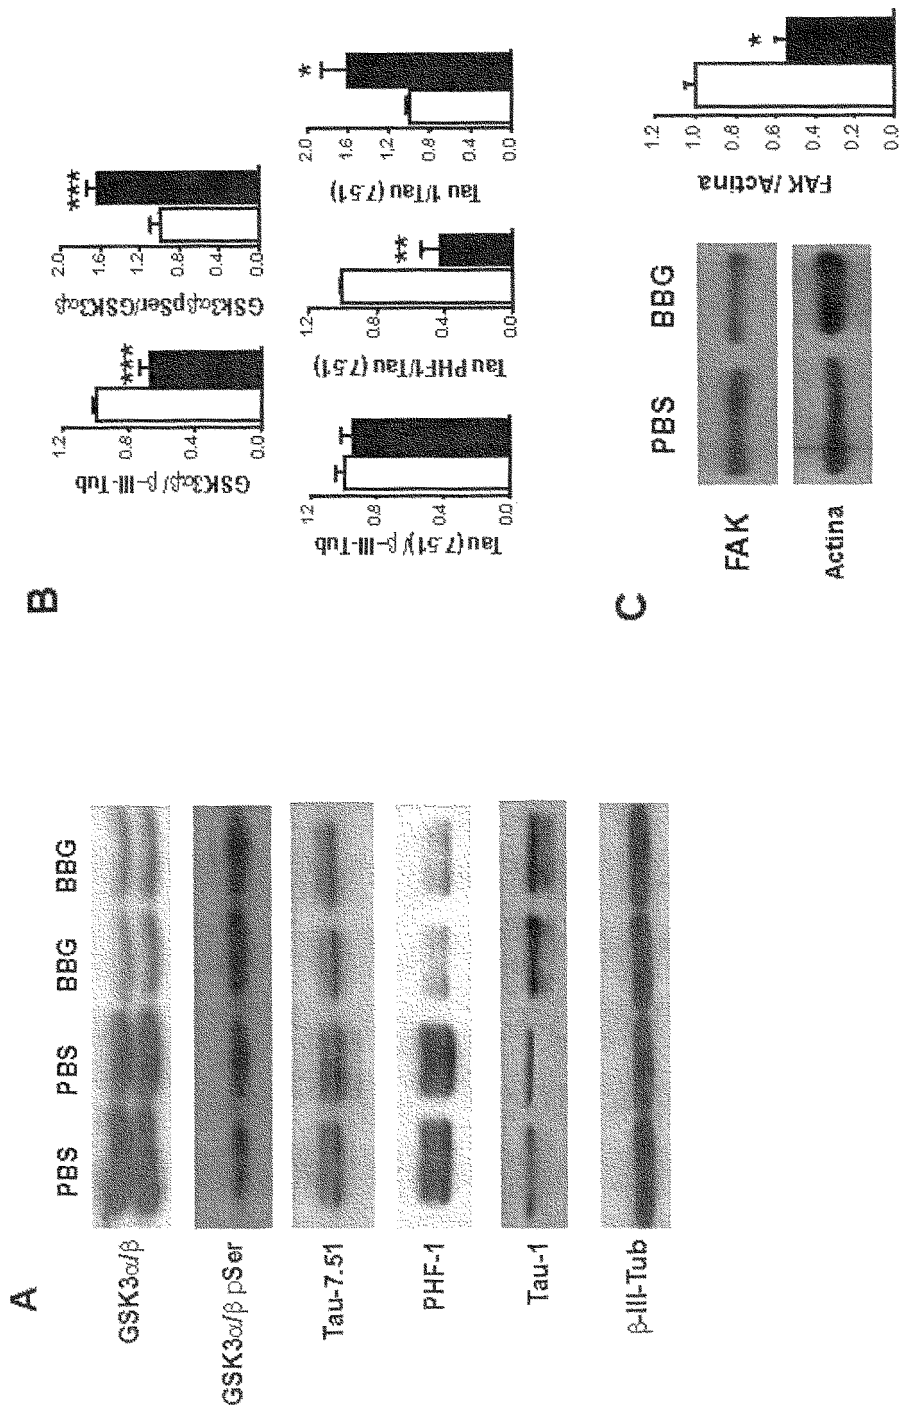 A
PBS PBS BBG BBG
GSK3α/β
GSK3α/β pSer
Tau-7.51
PHF-1
Tau-1
β-III-Tub
B
GSK3αβ/ β-III-Tub
1.2
0.8
0.4
0.0
***
GSK3αβpSer/GSK3αβ
2.0
1.6
1.2
0.8
0.4
0.0
***
Tau (7.51)/ β-III-Tub
1.2
0.8
0.4
0.0
Tau PHF1/Tau (7.51)
1.2
0.8
0.4
0.0
**
Tau 1/Tau (7.51)
2.0
1.6
1.2
0.8
0.4
0.0
*
C
PBS BBG
FAK
Actina
FAK /Actina
1.2
1.0
0.8
0.6
0.4
0.2
0.0
*